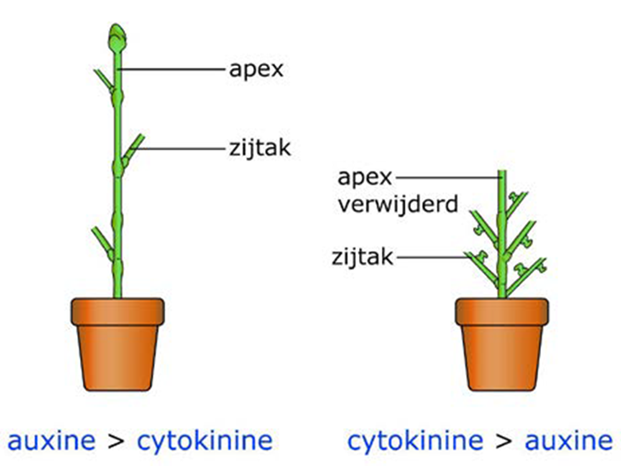 apex
zijtak
apex
verwijderd
zijtak
auxine > cytokinine
cytokinine > auxine